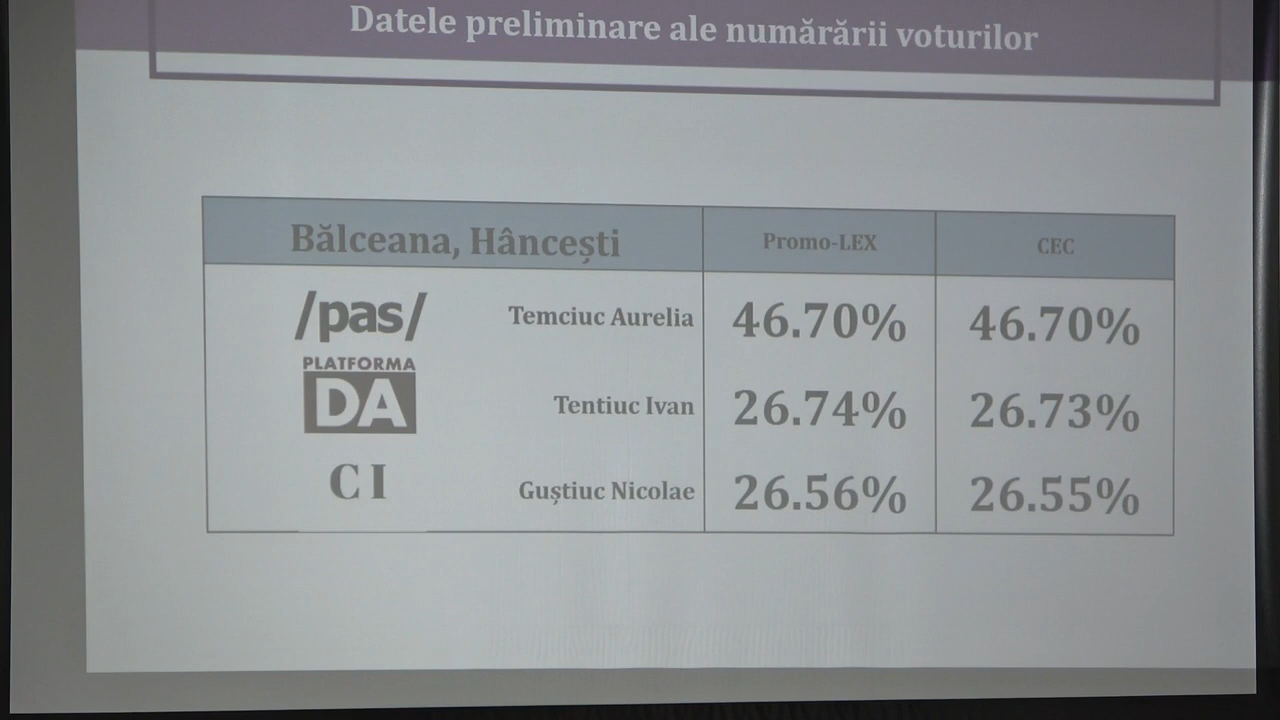 Datele preliminare ale numărării voturilor
Bălceana, Hâncești Promo-LEX CEC
/pas/ Temciuc Aurelia 46.70% 46.70%
PLATFORMA
DA Tentiuc Ivan 26.74% 26.73%
C I Guștiuc Nicolae 26.56% 26.55%